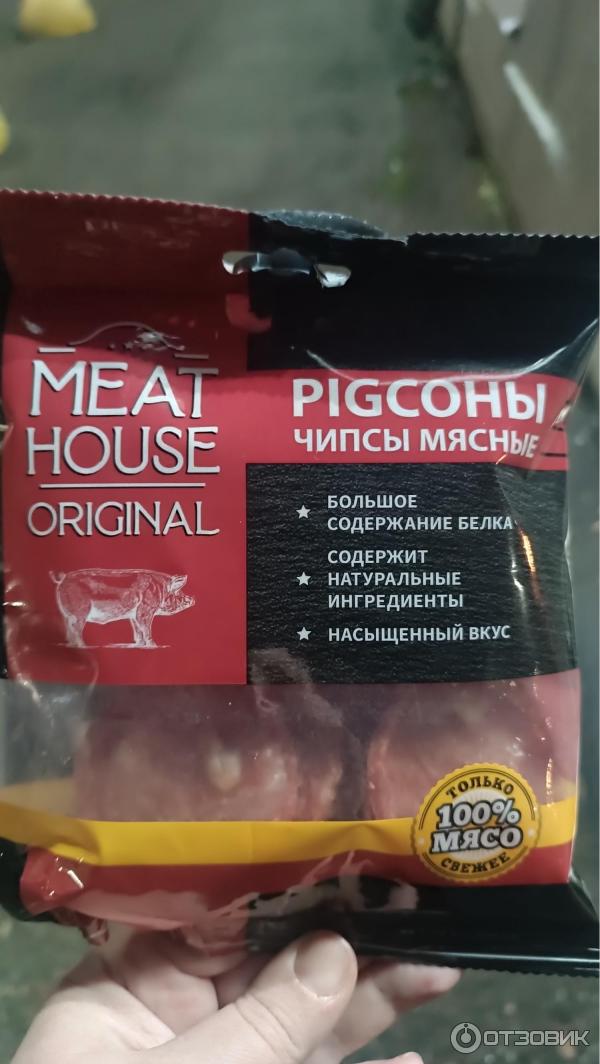 MEAT
HOUSE
ORIGINAL
PIGCОНЫ
ЧИПСЫ МЯСНЫЕ
БОЛЬШОЕ
СОДЕРЖАНИЕ БЕЛКА
СОДЕРЖИТ
НАТУРАЛЬНЫЕ
ИНГРЕДИЕНТЫ
НАСЫЩЕННЫЙ ВКУС
ТОЛЬКО
100%
МЯСО
СВЕЖЕЕ
ОТЗОВИК